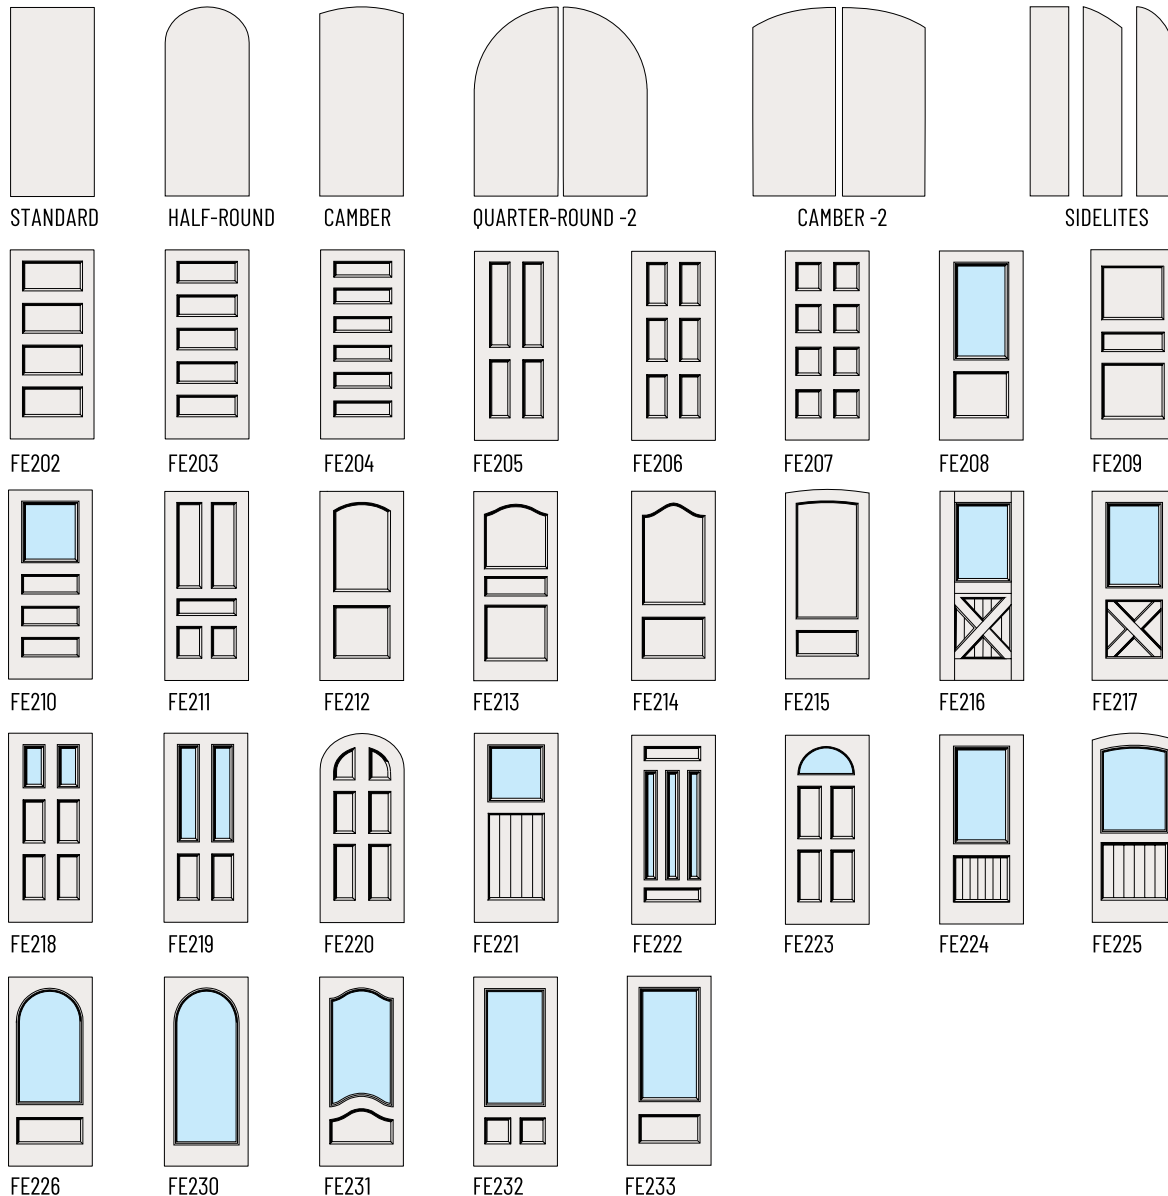 STANDARD HALF-ROUND CAMBER QUARTER-ROUND -2 CAMBER -2 SIDELITES
FE202 FE203 FE204 FE205 FE206 FE207 FE208 FE209
FE210 FE211 FE212 FE213 FE214 FE215 FE216 FE217
FE218 FE219 FE220 FE221 FE222 FE223 FE224 FE225
FE226 FE230 FE231 FE232 FE233